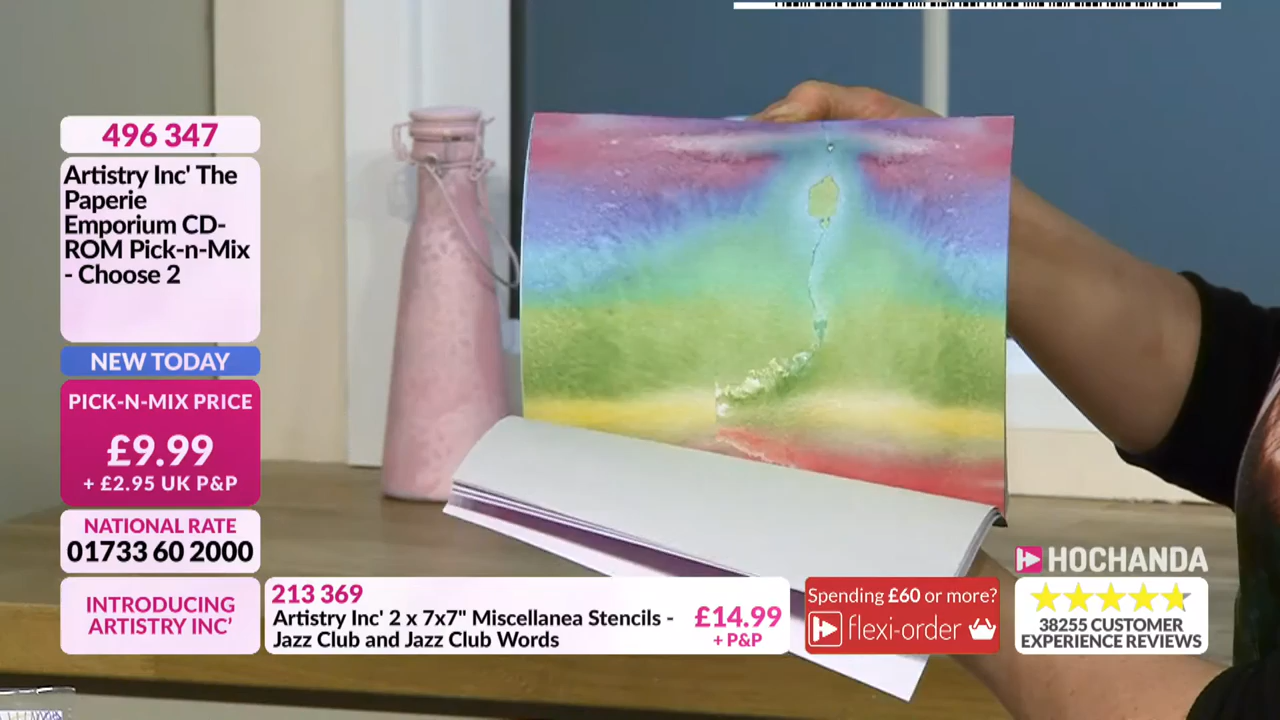 496 347
Artistry Inc' The
Paperie
Emporium CD-
ROM Pick-n-Mix
- Choose 2
NEW TODAY
PICK-N-MIX PRICE
£9.99
+ £2.95 UK P&P
NATIONAL RATE
01733 60 2000
INTRODUCING
ARTISTRY INC'
213 369
Artistry Inc' 2 x 7x7" Miscellanea Stencils -
Jazz Club and Jazz Club Words
£14.99
+ P&P
Spending £60 or more?
flexi-order
HOCHANDA
38255 CUSTOMER
EXPERIENCE REVIEWS